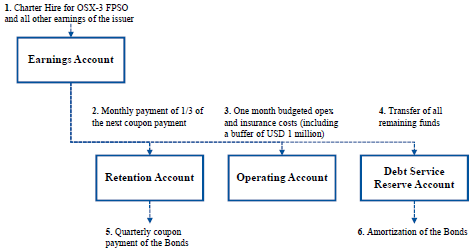 1. Charter Hire for OSX-3 FPSO
and all other earnings of the issuer
Earnings Account
2. Monthly payment of 1/3 of
the next coupon payment
3. One month budgeted opex
and insurance costs (including
a buffer of USD 1 million)
4. Transfer of all
remaining funds
Retention Account
Operating Account
Debt Service
Reserve Account
5. Quarterly coupon
payment of the Bonds
6. Amortization of the Bonds